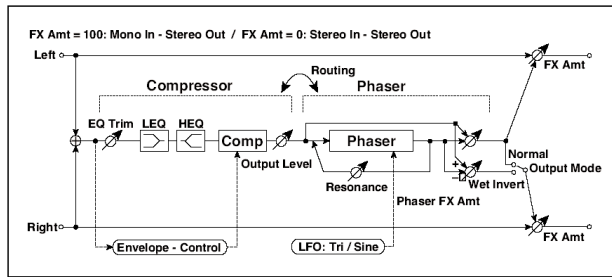 FX Amt = 100: Mono In - Stereo Out / FX Amt = 0: Stereo In - Stereo Out
Left
FX Amt
Routing
Compressor
Phaser
EQ Trim
LEQ
HEQ
Comp
Phaser
Output Level
Normal
Output Mode
Resonance
+
-
Wet Invert
Phaser FX Amt
Right
FX Amt
Envelope - Control
LFO: Tri / Sine